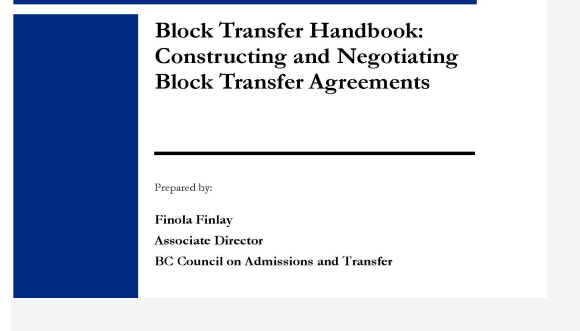 Block Transfer Handbook:
Constructing and Negotiating
Block Transfer Agreements
Prepared by:
Finola Finlay
Associate Director
BC Council on Admissions and Transfer